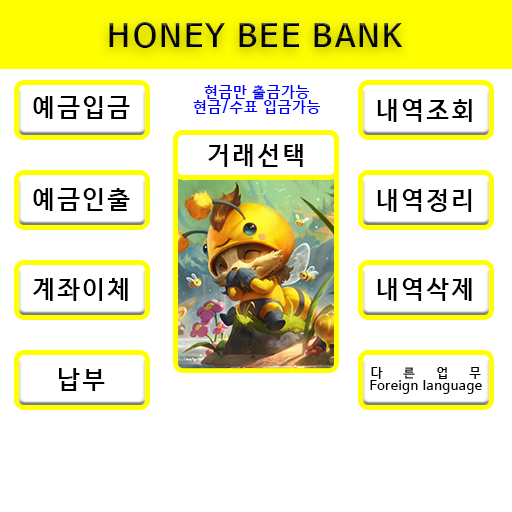 HONEY BEE BANK
현금만 출금가능
현금/수표 입금가능
예금입금
예금인출
계좌이체
납부
거래선택
내역조회
내역정리
내역삭제
다 른 업 무
Foreign language